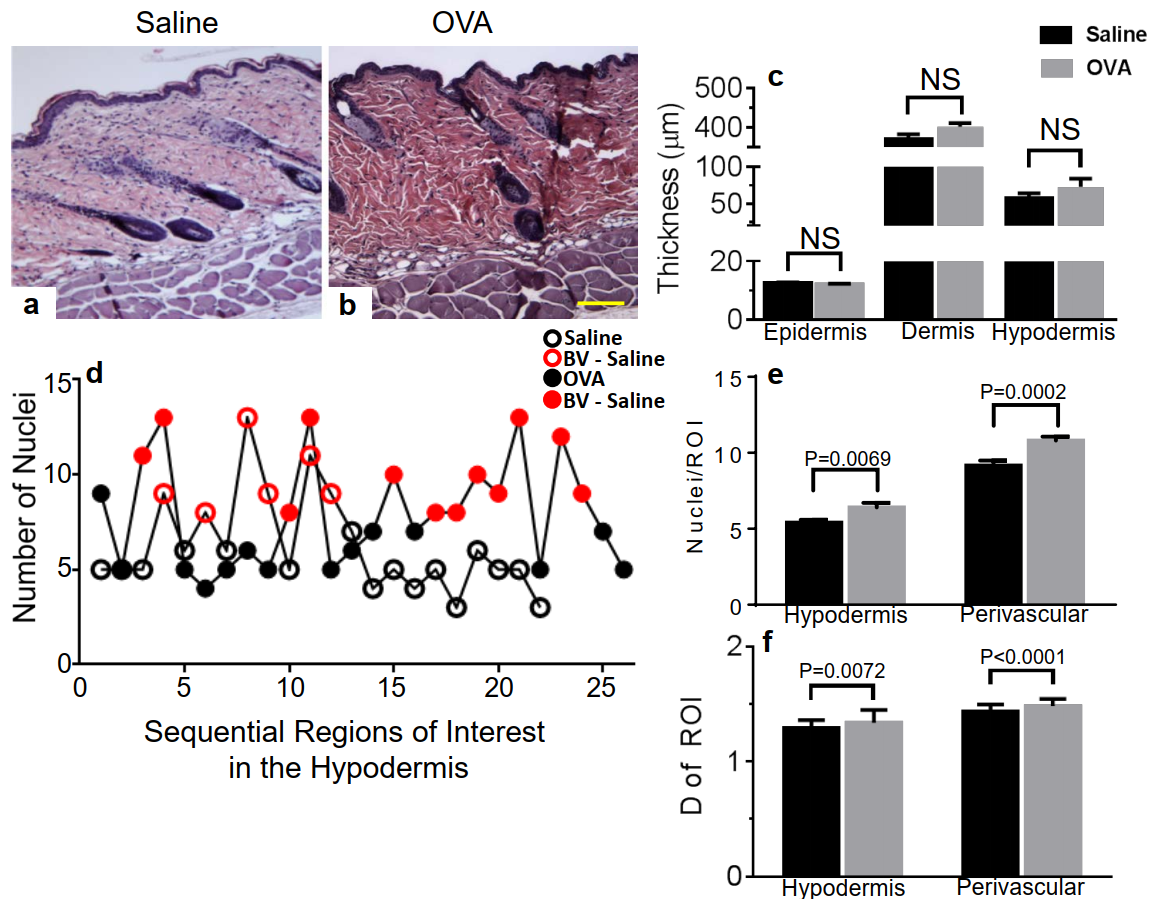 Saline
OVA
a
b
Saline
OVA
c
500
400
100
50
20
0
Thickness (μm)
NS
NS
NS
Epidermis
Dermis
Hypodermis
d
Saline
BV - Saline
OVA
BV - Saline
15
10
5
0
Number of Nuclei
0
5
10
15
20
25
Sequential Regions of Interest
in the Hypodermis
e
15
10
5
0
Nuclei/ROI
P=0.0069
P=0.0002
Hypodermis
Perivascular
f
2
1
0
D of ROI
P=0.0072
P<0.0001
Hypodermis
Perivascular